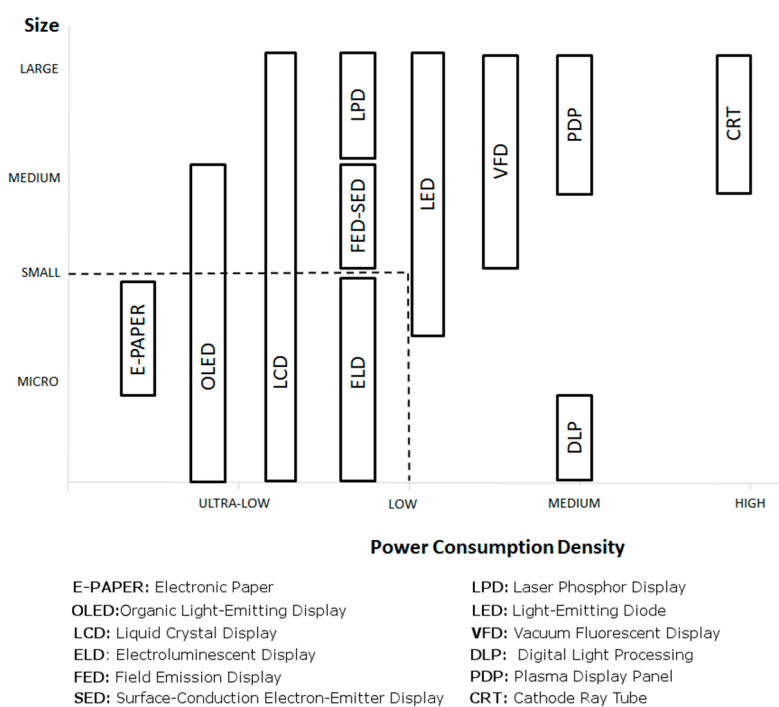 Size
LARGE
MEDIUM
SMALL
MICRO
E-PAPER
OLED
LCD
LPD
FED-SED
ELD
LED
VFD
PDP
DLP
CRT
ULTRA-LOW
LOW
MEDIUM
HIGH
Power Consumption Density
E-PAPER: Electronic Paper
OLED:Organic Light-Emitting Display
LCD: Liquid Crystal Display
ELD: Electroluminescent Display
FED: Field Emission Display
SED: Surface-Conduction Electron-Emitter Display
LPD: Laser Phosphor Display
LED: Light-Emitting Diode
VFD: Vacuum Fluorescent Display
DLP: Digital Light Processing
PDP: Plasma Display Panel
CRT: Cathode Ray Tube